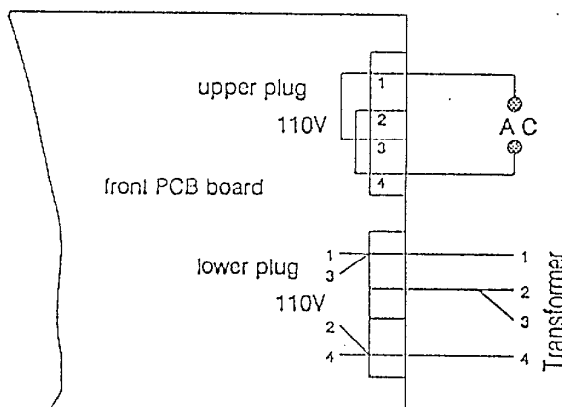 upper plug
110V
1
2
3
4
A C
front PCB board
lower plug
110V
1
3
2
4
1
2
3
4
Transformer